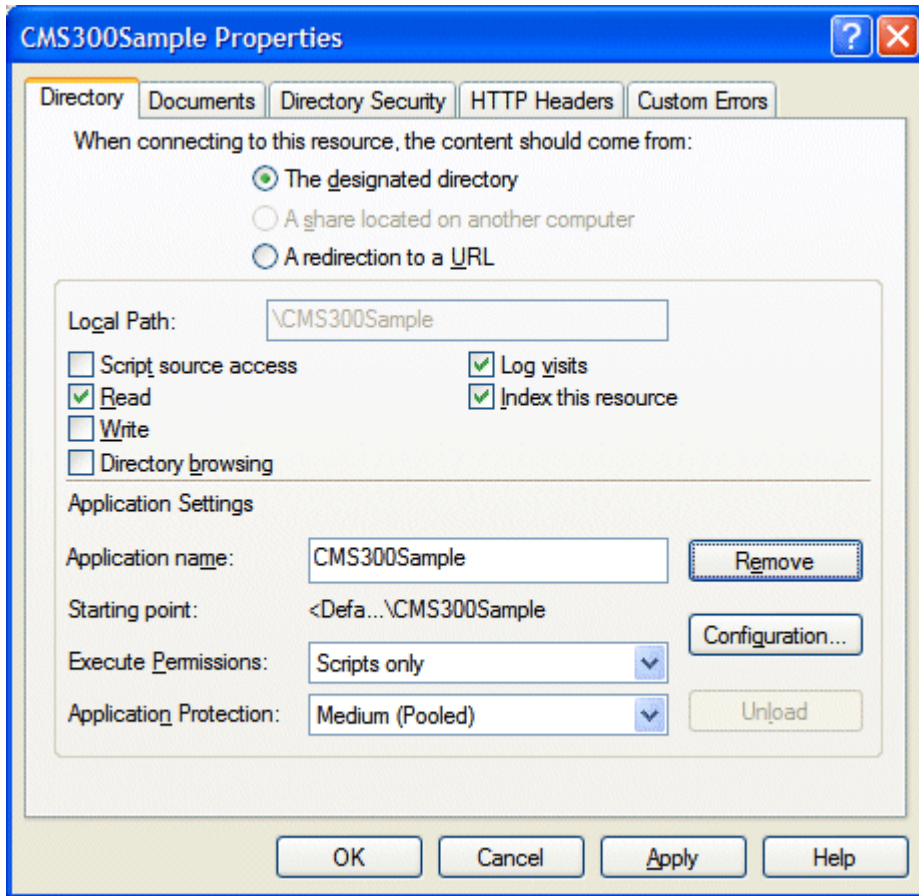 CMS300Sample Properties
Directory Documents Directory Security HTTP Headers Custom Errors
When connecting to this resource, the content should come from:
The designated directory
A share located on another computer
A redirection to a URL
Local Path: \CMS300Sample
Script source access Log visits
Read Index this resource
Write
Directory browsing
Application Settings
Application name: CMS300Sample Remove
Starting point: <Defa...\CMS300Sample
Configuration...
Execute Permissions: Scripts only
Application Protection: Medium (Pooled) Unload
OK Cancel Apply Help